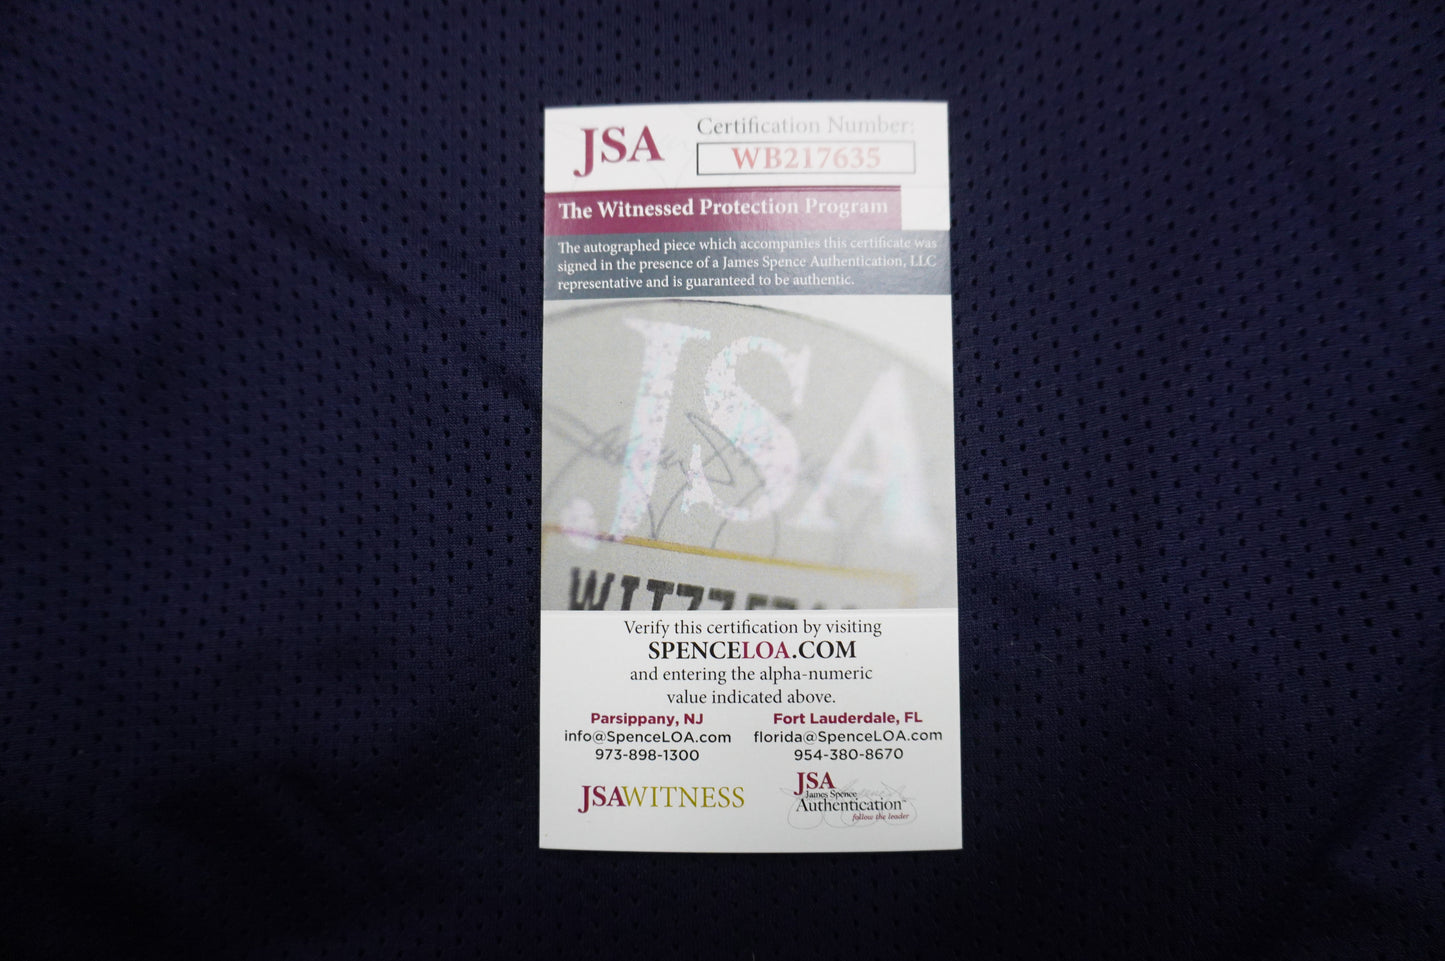 JSA
Certification Number:
WB217635
The Witnessed Protection Program
The autographed piece which accompanies this certificate was
signed in the presence of a James Spence Authentication, LLC
representative and is guaranteed to be authentic.
JSA
Verify this certification by visiting
SPENCELOA.COM
and entering the alpha-numeric
value indicated above.
Parsippany, NJ
info@SpenceLOA.com
973-898-1300
Fort Lauderdale, FL
florida@SpenceLOA.com
954-380-8670
JSAWITNESS
JSA
James Spence
Authentication
follow the leader